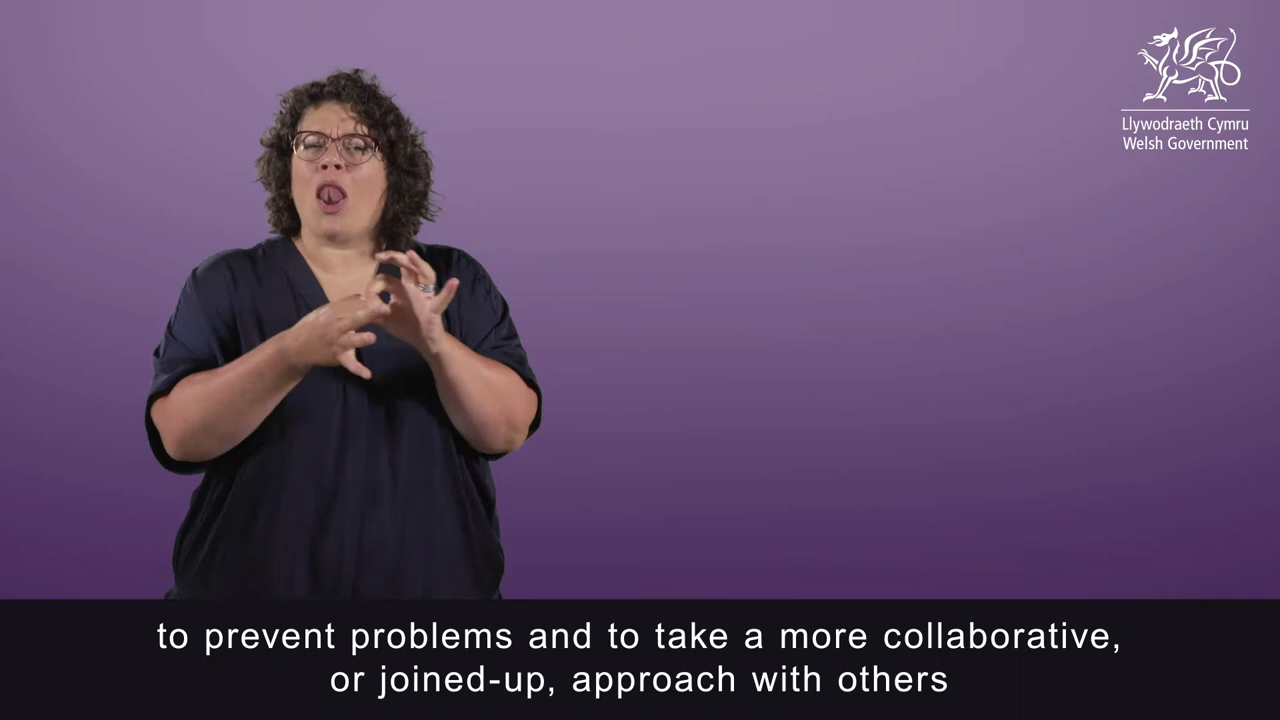 Llywodraeth Cymru
Welsh Government
to prevent problems and to take a more collaborative,
or joined-up, approach with others